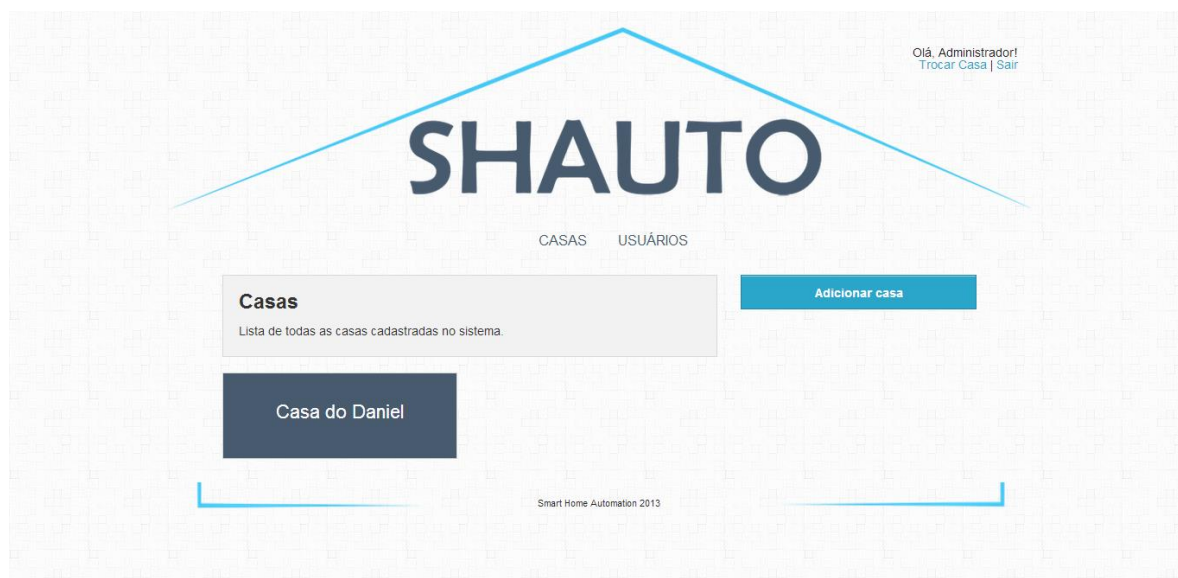 Olá, Administrador!
Trocar Casa | Sair
SHAUTO
CASAS USUÁRIOS
Casas
Lista de todas as casas cadastradas no sistema.
Adicionar casa
Casa do Daniel
Smart Home Automation 2013